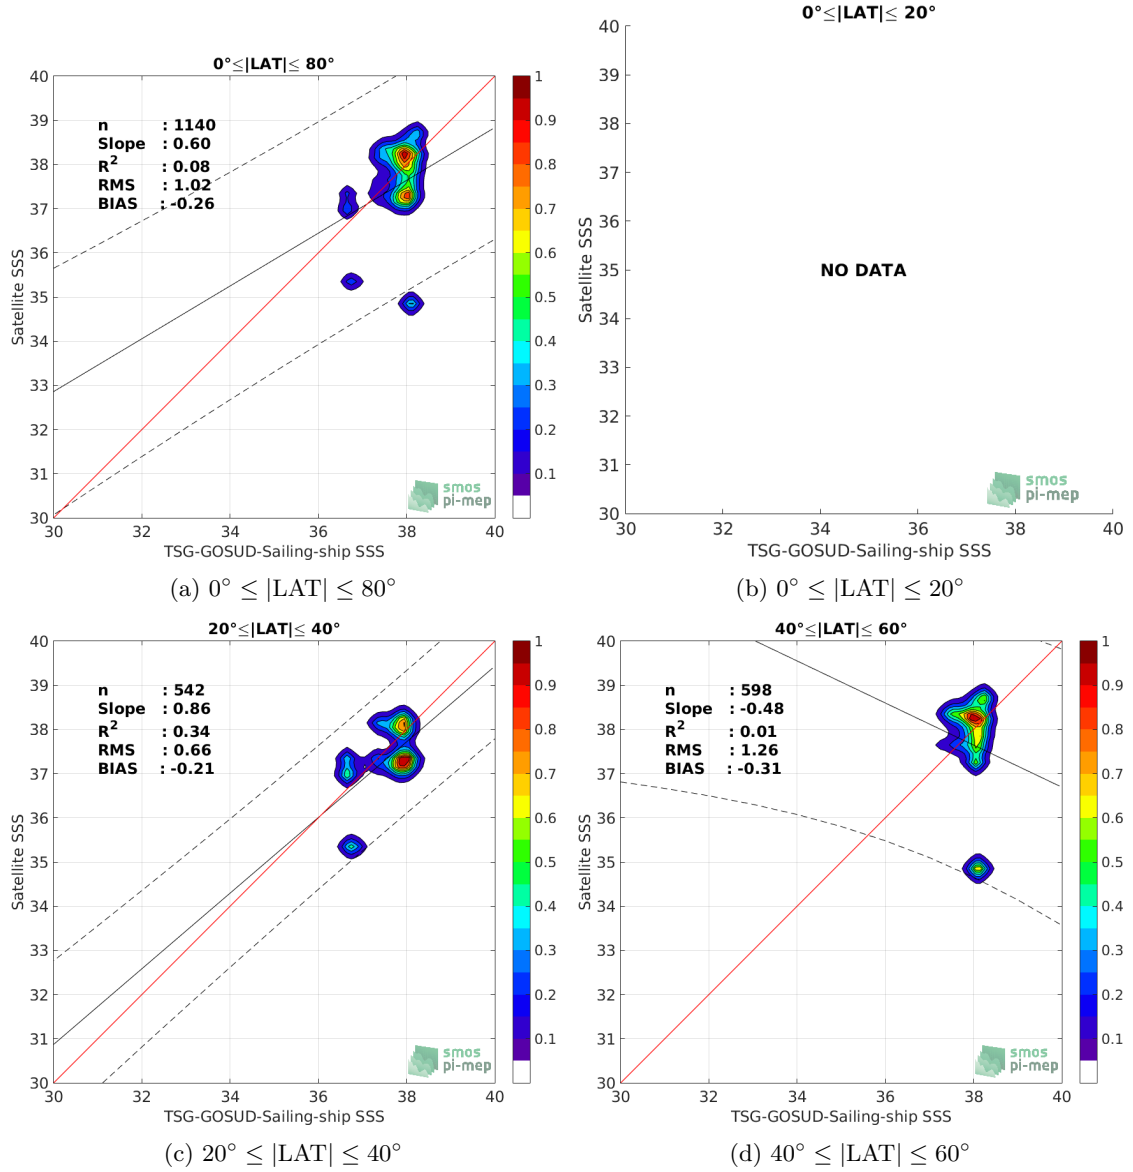 0°≤|LAT|≤ 80°
40
39
38
37
36
35
34
33
32
31
30
Satellite SSS
n : 1140
Slope : 0.60
R² : 0.08
RMS : 1.02
BIAS : -0.26
smos
pi-mep
30 32 34 36 38 40
TSG-GOSUD-Sailing-ship SSS
1
0.9
0.8
0.7
0.6
0.5
0.4
0.3
0.2
0.1
(a) 0° ≤ |LAT| ≤ 80°
0°≤|LAT|≤ 20°
40
39
38
37
36
35
34
33
32
31
30
Satellite SSS
NO DATA
smos
pi-mep
30 32 34 36 38 40
TSG-GOSUD-Sailing-ship SSS
(b) 0° ≤ |LAT| ≤ 20°
20°≤|LAT|≤ 40°
40
39
38
37
36
35
34
33
32
31
30
Satellite SSS
n : 542
Slope : 0.86
R² : 0.34
RMS : 0.66
BIAS : -0.21
smos
pi-mep
30 32 34 36 38 40
TSG-GOSUD-Sailing-ship SSS
1
0.9
0.8
0.7
0.6
0.5
0.4
0.3
0.2
0.1
(c) 20° ≤ |LAT| ≤ 40°
40°≤|LAT|≤ 60°
40
39
38
37
36
35
34
33
32
31
30
Satellite SSS
n : 598
Slope : -0.48
R² : 0.01
RMS : 1.26
BIAS : -0.31
smos
pi-mep
30 32 34 36 38 40
TSG-GOSUD-Sailing-ship SSS
1
0.9
0.8
0.7
0.6
0.5
0.4
0.3
0.2
0.1
(d) 40° ≤ |LAT| ≤ 60°